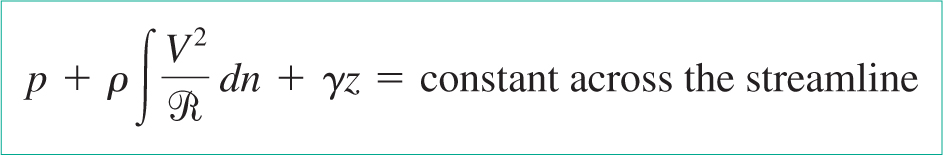 p + ρ∫ V²/ℛ dn + γz = constant across the streamline